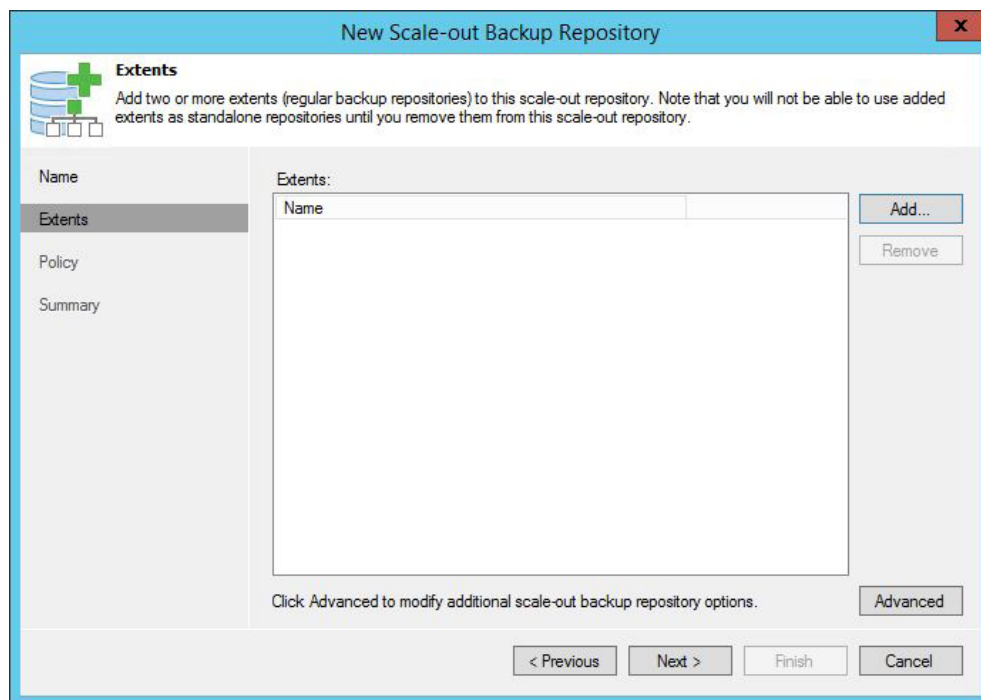 New Scale-out Backup Repository
X
Extents
Add two or more extents (regular backup repositories) to this scale-out repository. Note that you will not be able to use added
extents as standalone repositories until you remove them from this scale-out repository.
Name
Extents
Policy
Summary
Extents:
Name
Add...
Remove
Click Advanced to modify additional scale-out backup repository options.
Advanced
< Previous
Next >
Finish
Cancel